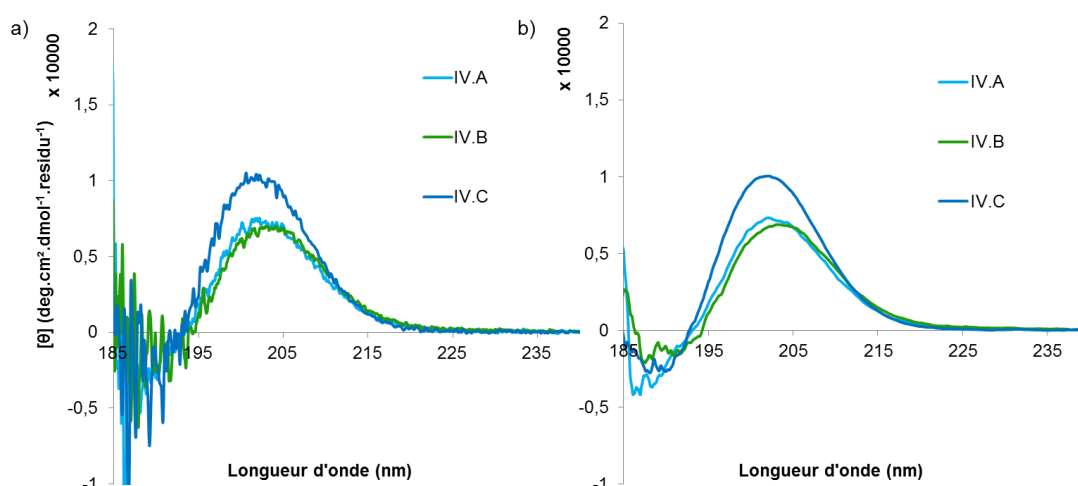 a)
x 10000
[θ] (deg.cm².dmol⁻¹.residu⁻¹)
2
1,5
1
0,5
0
-0,5
-1
185
195
205
215
225
235
IV.A
IV.B
IV.C
Longueur d'onde (nm)
b)
x 10000
2
1,5
1
0,5
0
-0,5
-1
185
195
205
215
225
235
IV.A
IV.B
IV.C
Longueur d'onde (nm)